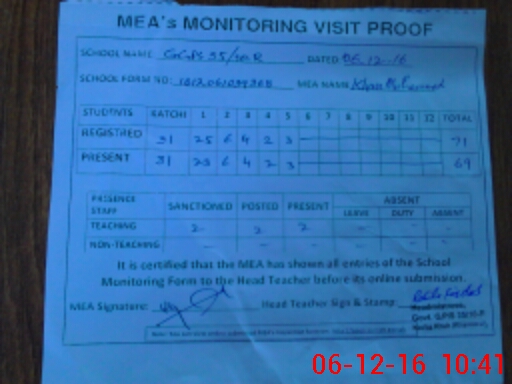 MEA's MONITORING VISIT PROOF
SCHOOL NAME DATED 06-12-16
SCHOOL FORM NO: MEA NAME Khan Muhammad
STUDENTS KATCHI 1 2 3 4 5 6 7 8 9 10 11 12 TOTAL
REGISTRED 31 25 6 4 2 3 71
PRESENT 31 23 6 4 2 3 69
PRESENCE STAFF SANCTIONED POSTED PRESENT ABSENT
LEAVE DUTY ABSENT
TEACHING 2 2 2 - - -
NON-TEACHING - - - - - -
It is certified that the MEA has shown all entries of the School
Monitoring Form to the Head Teacher before its online submission.
MEA Signature: Head Teacher Sign & Stamp:
06-12-16 10:41